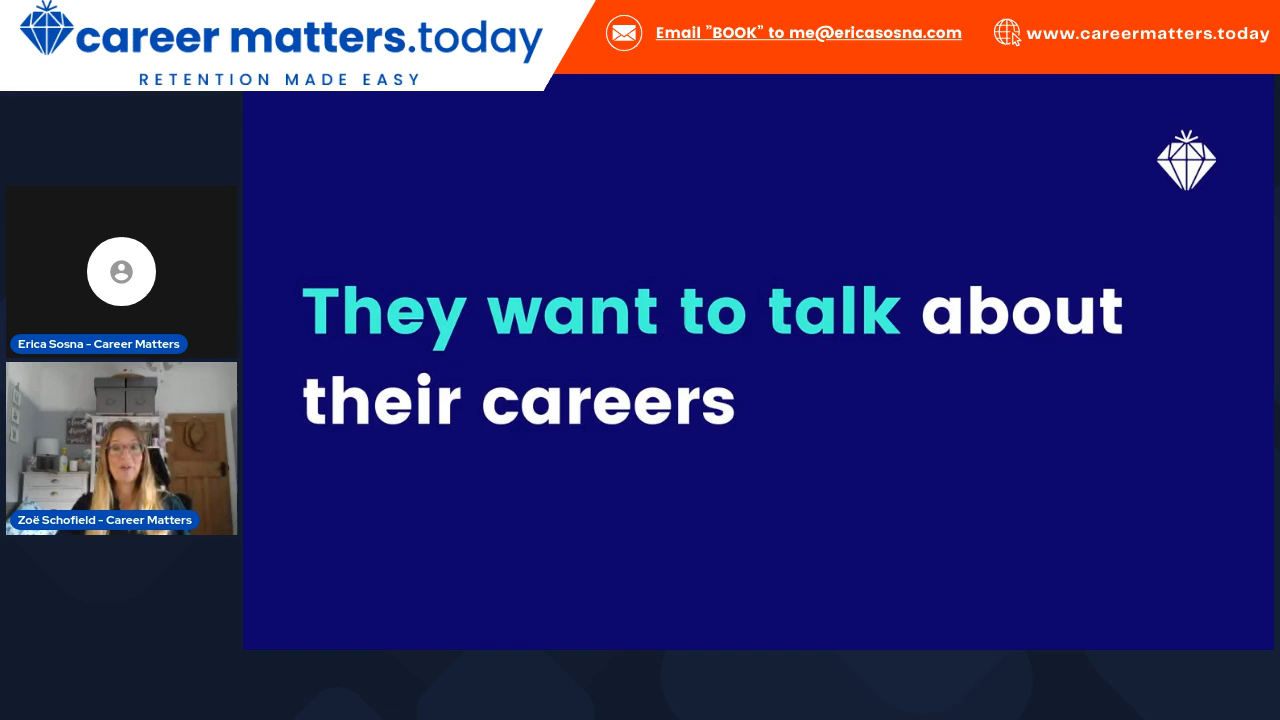 career matters.today
RETENTION MADE EASY
Email "BOOK" to me@ericasosna.com
www.careermatters.today
Erica Sosna - Career Matters
Zoë Schofield - Career Matters
They want to talk about
their careers